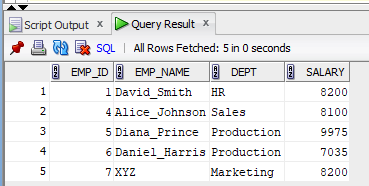 Script Output × Query Result ×
SQL | All Rows Fetched: 5 in 0 seconds
EMP_ID EMP_NAME DEPT SALARY
1 1 David_Smith HR 8200
2 4 Alice_Johnson Sales 8100
3 5 Diana_Prince Production 9975
4 6 Daniel_Harris Production 7035
5 7 XYZ Marketing 8200